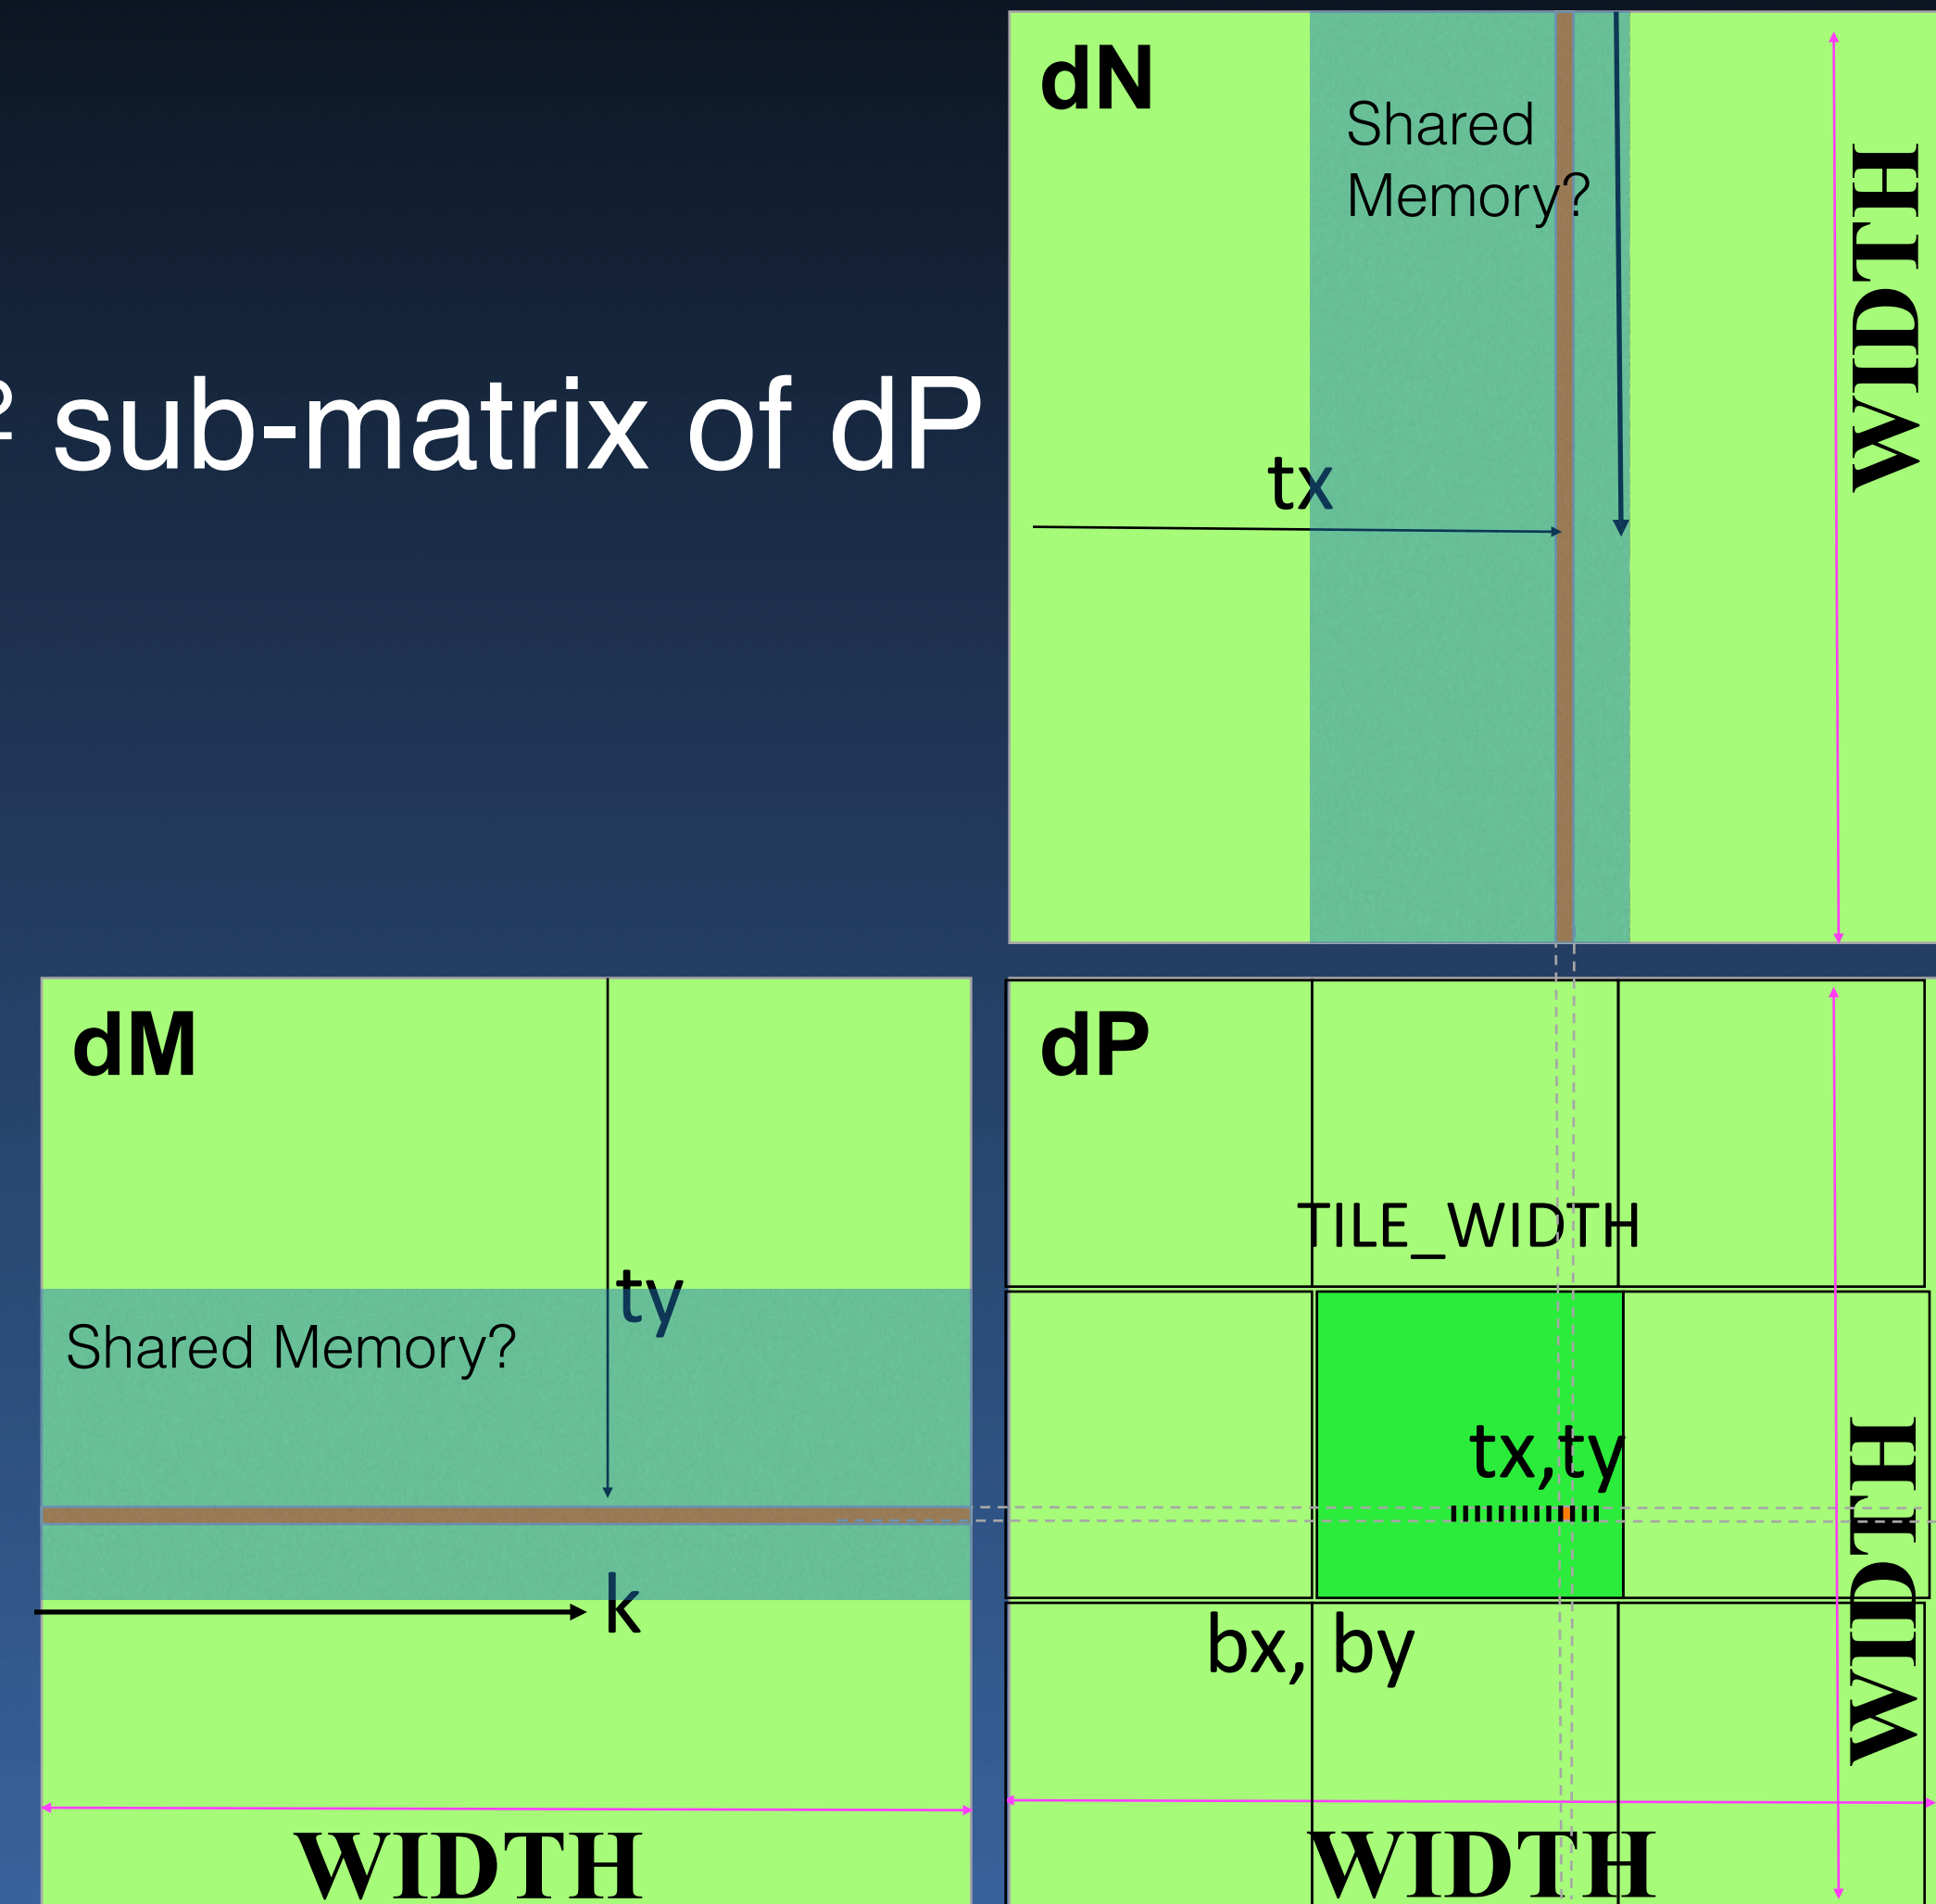 dN
Shared
Memory?
WIDTH
sub-matrix of dP
tx
dM
dP
TILE_WIDTH
ty
Shared Memory?
tx,ty
k
bx, by
WIDTH
WIDTH
WIDTH